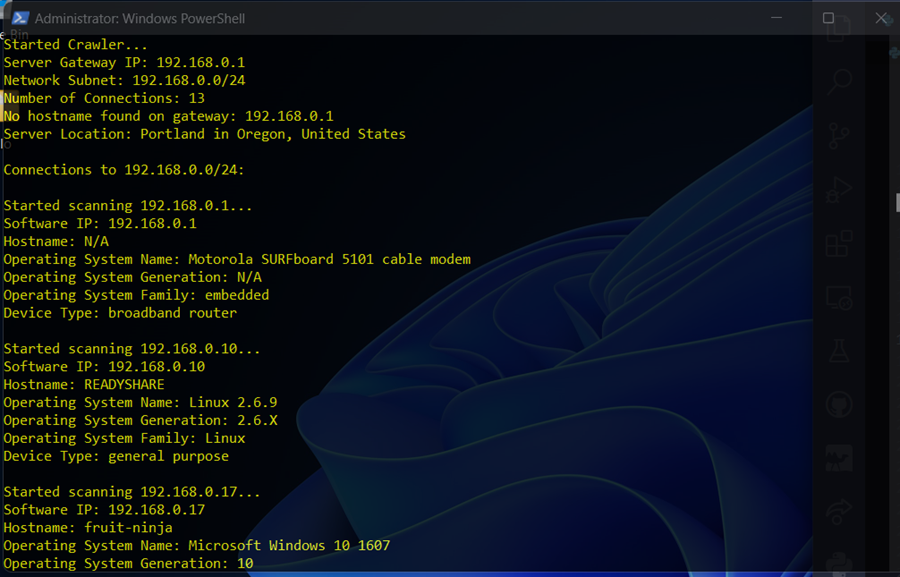 Administrator: Windows PowerShell
Started Crawler...
Server Gateway IP: 192.168.0.1
Network Subnet: 192.168.0.0/24
Number of Connections: 13
No hostname found on gateway: 192.168.0.1
Server Location: Portland in Oregon, United States
Connections to 192.168.0.0/24:
Started scanning 192.168.0.1...
Software IP: 192.168.0.1
Hostname: N/A
Operating System Name: Motorola SURFboard 5101 cable modem
Operating System Generation: N/A
Operating System Family: embedded
Device Type: broadband router
Started scanning 192.168.0.10...
Software IP: 192.168.0.10
Hostname: READYSHARE
Operating System Name: Linux 2.6.9
Operating System Generation: 2.6.X
Operating System Family: Linux
Device Type: general purpose
Started scanning 192.168.0.17...
Software IP: 192.168.0.17
Hostname: fruit-ninja
Operating System Name: Microsoft Windows 10 1607
Operating System Generation: 10